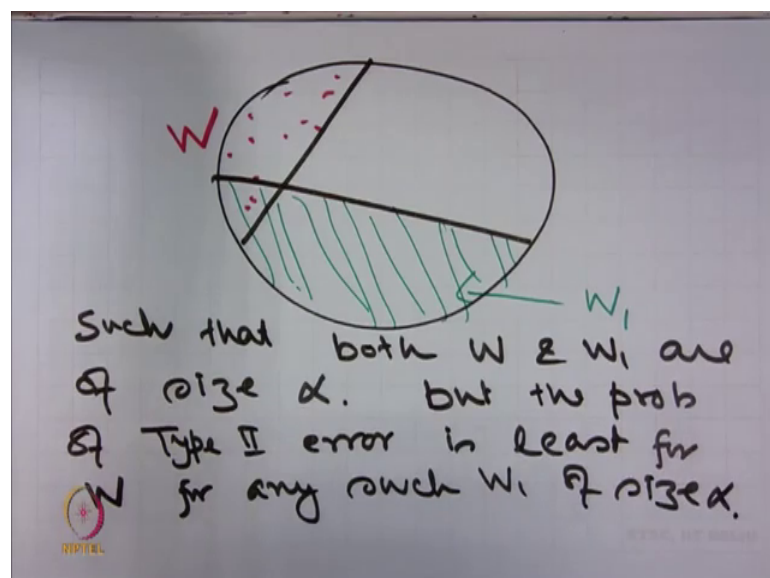 W
W₁
Such that both W & W₁ are
of size α. but the prob
of Type II error is least for
W for any such W₁ of size α.
NPTEL